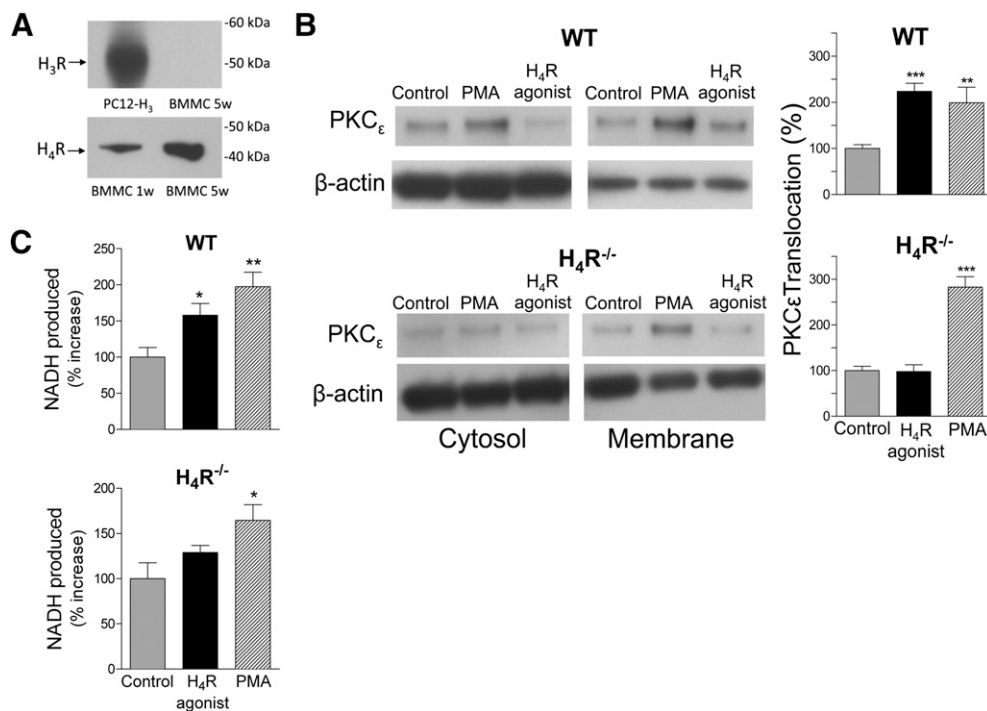 A
-60 kDa
H₃R
-50 kDa
PC12-H₃ BMMC 5w
-50 kDa
H₄R
-40 kDa
BMMC 1w BMMC 5w
B
WT
Control PMA H₄R agonist Control PMA H₄R agonist
PKCε
β-actin
H₄R⁻/⁻
Control PMA H₄R agonist Control PMA H₄R agonist
PKCε
β-actin
Cytosol Membrane
WT
350
300
***
**
200
100
0
PKCεTranslocation (%)
H₄R⁻/⁻
350
***
300
200
100
0
Control H₄R PMA
agonist
C
WT
NADH produced
(% increase)
250
200
150
100
50
0
*
**
H₄R⁻/⁻
NADH produced
(% increase)
200
150
100
50
0
*
Control H₄R PMA
agonist